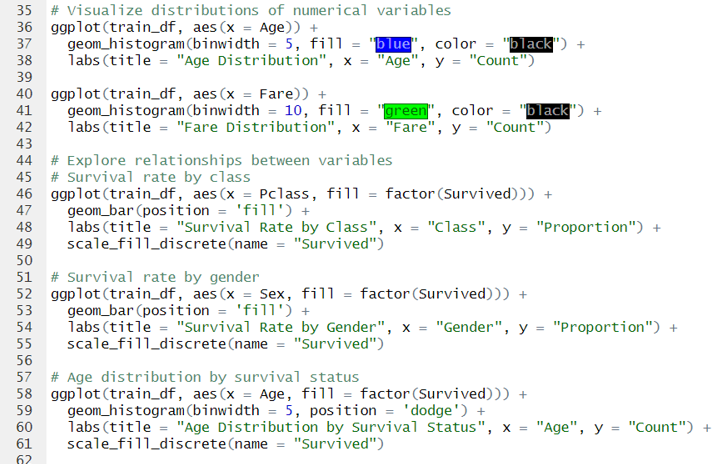 35 # Visualize distributions of numerical variables
36 ggplot(train_df, aes(x = Age)) +
37   geom_histogram(binwidth = 5, fill = "blue", color = "black") +
38   labs(title = "Age Distribution", x = "Age", y = "Count")
39
40 ggplot(train_df, aes(x = Fare)) +
41   geom_histogram(binwidth = 10, fill = "green", color = "black") +
42   labs(title = "Fare Distribution", x = "Fare", y = "Count")
43
44 # Explore relationships between variables
45 # Survival rate by class
46 ggplot(train_df, aes(x = Pclass, fill = factor(Survived))) +
47   geom_bar(position = 'fill') +
48   labs(title = "Survival Rate by Class", x = "Class", y = "Proportion") +
49   scale_fill_discrete(name = "Survived")
50
51 # Survival rate by gender
52 ggplot(train_df, aes(x = Sex, fill = factor(Survived))) +
53   geom_bar(position = 'fill') +
54   labs(title = "Survival Rate by Gender", x = "Gender", y = "Proportion") +
55   scale_fill_discrete(name = "Survived")
56
57 # Age distribution by survival status
58 ggplot(train_df, aes(x = Age, fill = factor(Survived))) +
59   geom_histogram(binwidth = 5, position = 'dodge') +
60   labs(title = "Age Distribution by Survival Status", x = "Age", y = "Count") +
61   scale_fill_discrete(name = "Survived")
62